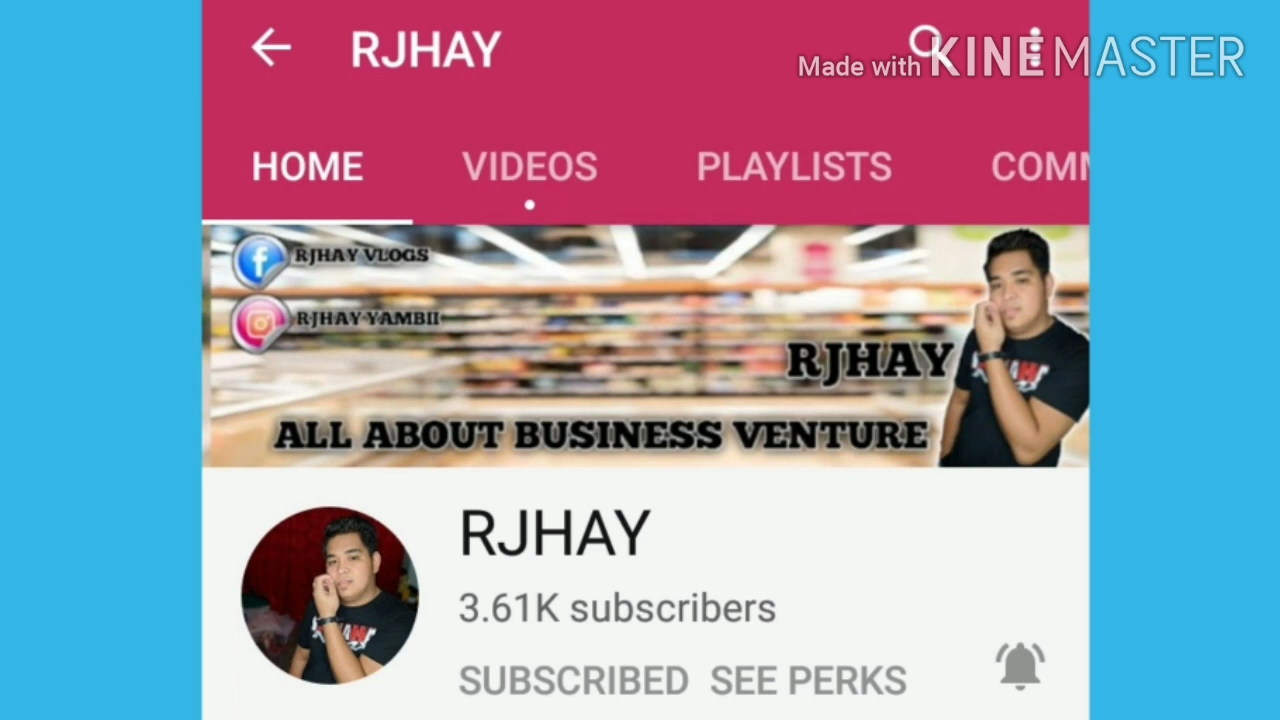 RJHAY
Made with KINEMASTER
HOME VIDEOS PLAYLISTS COMM
RJHAY VLOGS
RJHAY YAMBII
RJHAY
ALL ABOUT BUSINESS VENTURE
RJHAY
3.61K subscribers
SUBSCRIBED SEE PERKS